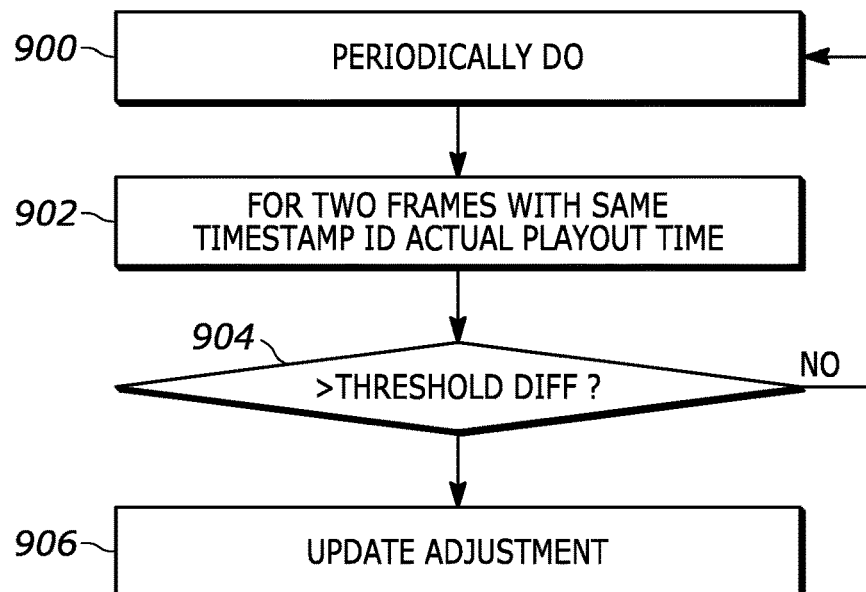 900
PERIODICALLY DO
902
FOR TWO FRAMES WITH SAME
TIMESTAMP ID ACTUAL PLAYOUT TIME
904
>THRESHOLD DIFF ?
NO
906
UPDATE ADJUSTMENT